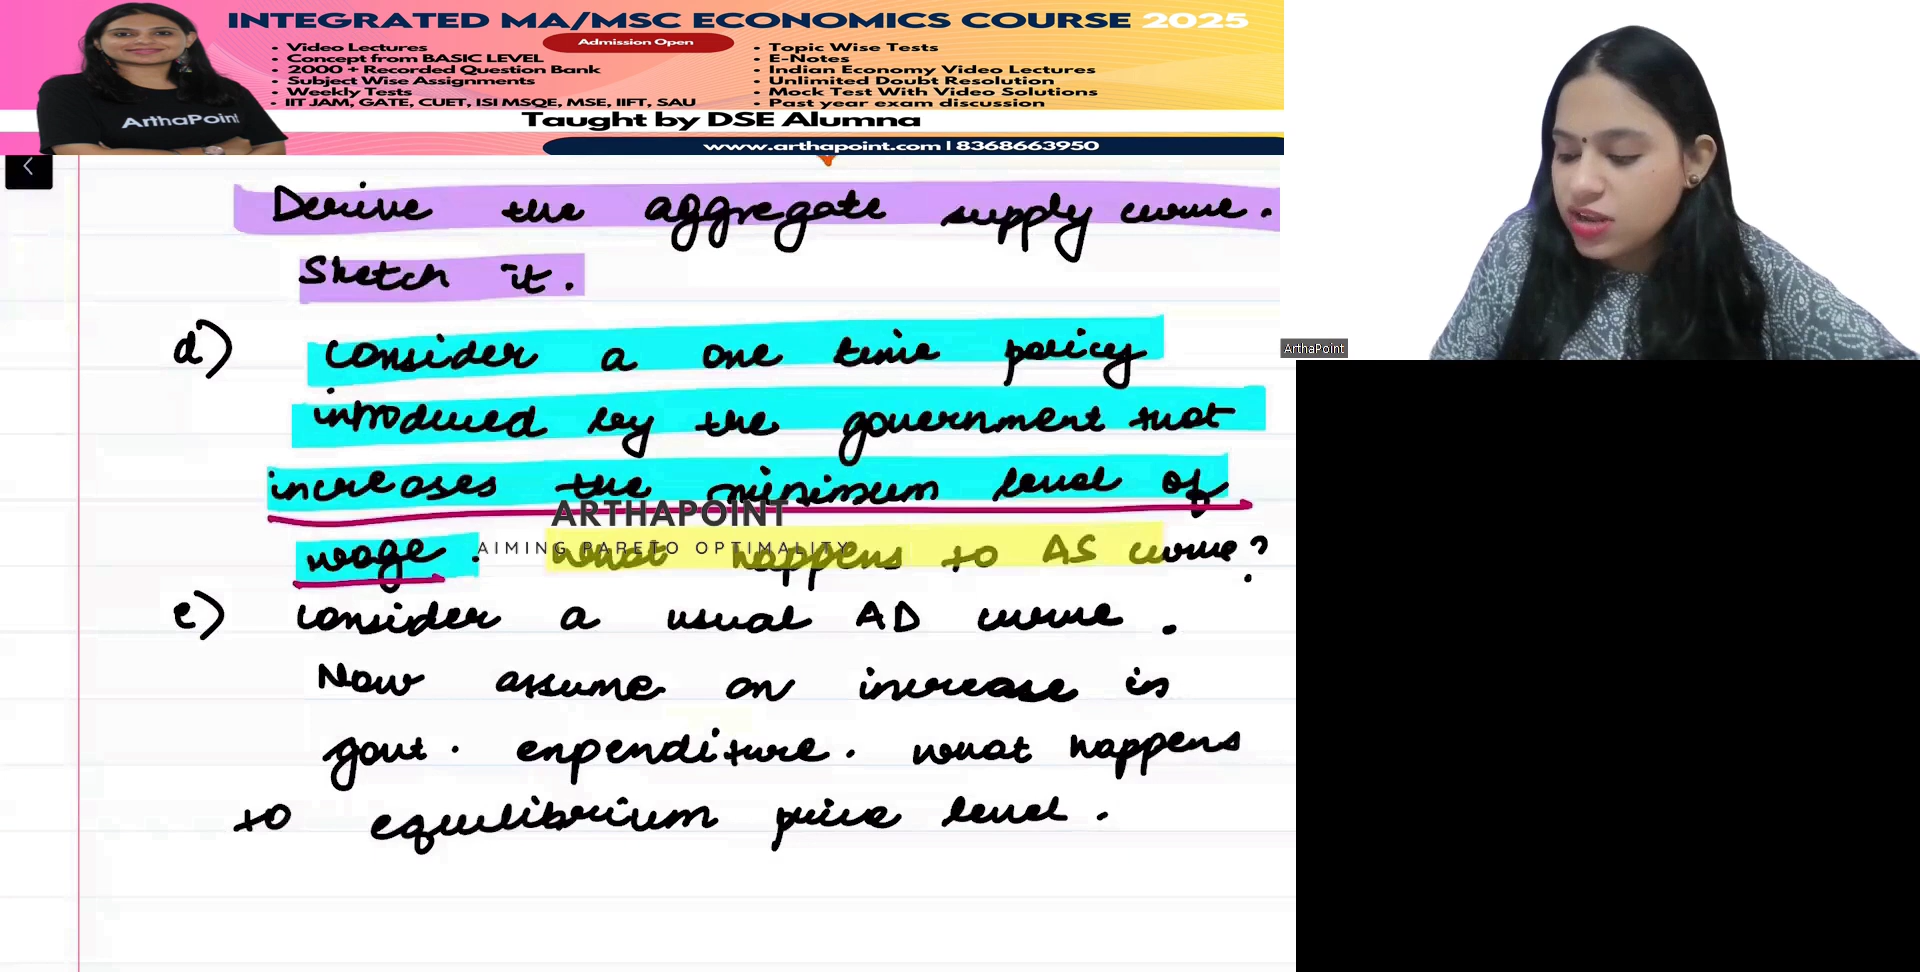 INTEGRATED MA/MSC ECONOMICS COURSE 2025
Admission Open
• Video Lectures
• Concept from BASIC LEVEL
• 2000 + Recorded Question Bank
• Subject Wise Assignments
• Weekly Tests
• IIT JAM, GATE, CUET, ISI MSQE, MSE, IIFT, SAU
• Topic Wise Tests
• E-Notes
• Indian Economy Video Lectures
• Unlimited Doubt Resolution
• Mock Test With Video Solutions
• Past year exam discussion
ArthaPoint
Taught by DSE Alumna
www.arthapoint.com | 8368663950
Derive the aggregate supply curve.
Sketch it.
d) Consider a one time policy
introduced by the government that
increases the minimum level of
wage. What happens to AS curve?
e) Consider a usual AD curve.
Now assume an increase in
govt. expenditure. What happens
to equilibrium price level.
ARTHAPOINT
AIMING PARETO OPTIMALITY
ArthaPoint